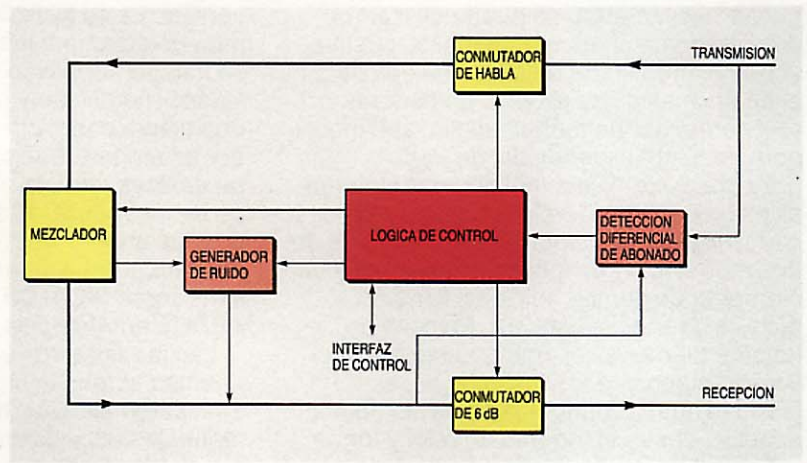 CONMUTADOR
DE HABLA
TRANSMISION
MEZCLADOR
GENERADOR
DE RUIDO
LOGICA DE CONTROL
DETECCION
DIFERENCIAL
DE ABONADO
INTERFAZ
DE CONTROL
CONMUTADOR
DE 6 dB
RECEPCION